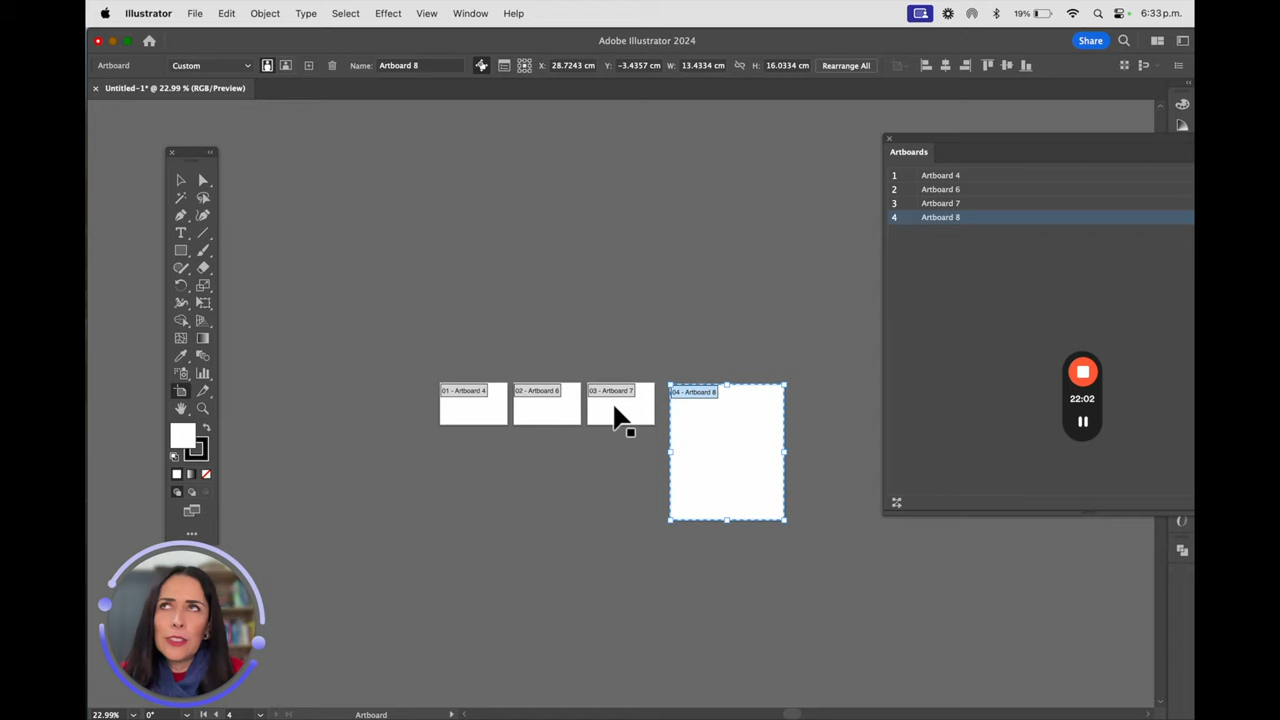 Illustrator File Edit Object Type Select Effect View Window Help 19% 6:33 p.m.
Adobe Illustrator 2024 Share
Artboard Custom Name: Artboard 8 X: 28.7243 cm Y: -3.4357 cm W: 13.4334 cm H: 16.0334 cm Rearrange All
Untitled-1* @ 22.99 % (RGB/Preview)
Artboards
1 Artboard 4
2 Artboard 6
3 Artboard 7
4 Artboard 8
01 - Artboard 4 02 - Artboard 6 03 - Artboard 7 04 - Artboard 8
22:02
22.99% 0° 4 Artboard